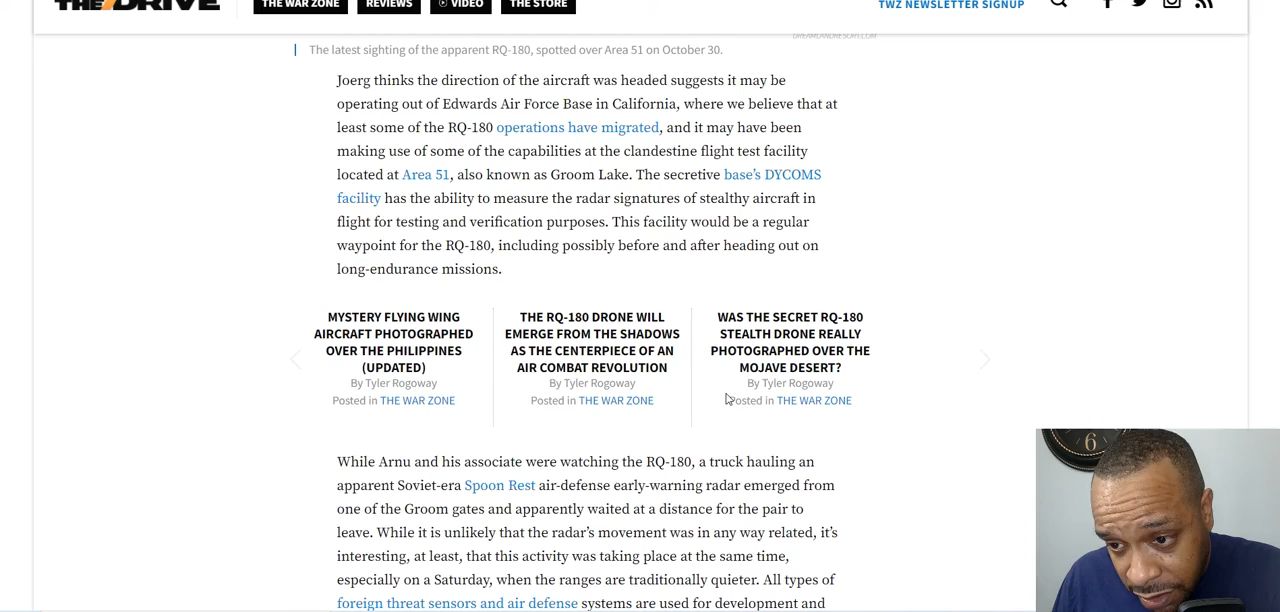 THE DRIVE
THE WAR ZONE
REVIEWS
VIDEO
THE STORE
TWZ NEWSLETTER SIGNUP
DREAMLANDRESORT.COM
The latest sighting of the apparent RQ-180, spotted over Area 51 on October 30.
Joerg thinks the direction of the aircraft was headed suggests it may be
operating out of Edwards Air Force Base in California, where we believe that at
least some of the RQ-180 operations have migrated, and it may have been
making use of some of the capabilities at the clandestine flight test facility
located at Area 51, also known as Groom Lake. The secretive base's DYCOMS
facility has the ability to measure the radar signatures of stealthy aircraft in
flight for testing and verification purposes. This facility would be a regular
waypoint for the RQ-180, including possibly before and after heading out on
long-endurance missions.
MYSTERY FLYING WING
AIRCRAFT PHOTOGRAPHED
OVER THE PHILIPPINES
(UPDATED)
By Tyler Rogoway
Posted in THE WAR ZONE
THE RQ-180 DRONE WILL
EMERGE FROM THE SHADOWS
AS THE CENTERPIECE OF AN
AIR COMBAT REVOLUTION
By Tyler Rogoway
Posted in THE WAR ZONE
WAS THE SECRET RQ-180
STEALTH DRONE REALLY
PHOTOGRAPHED OVER THE
MOJAVE DESERT?
By Tyler Rogoway
Posted in THE WAR ZONE
While Arnu and his associate were watching the RQ-180, a truck hauling an
apparent Soviet-era Spoon Rest air-defense early-warning radar emerged from
one of the Groom gates and apparently waited at a distance for the pair to
leave. While it is unlikely that the radar's movement was in any way related, it's
interesting, at least, that this activity was taking place at the same time,
especially on a Saturday, when the ranges are traditionally quieter. All types of
foreign threat sensors and air defense systems are used for development and
6